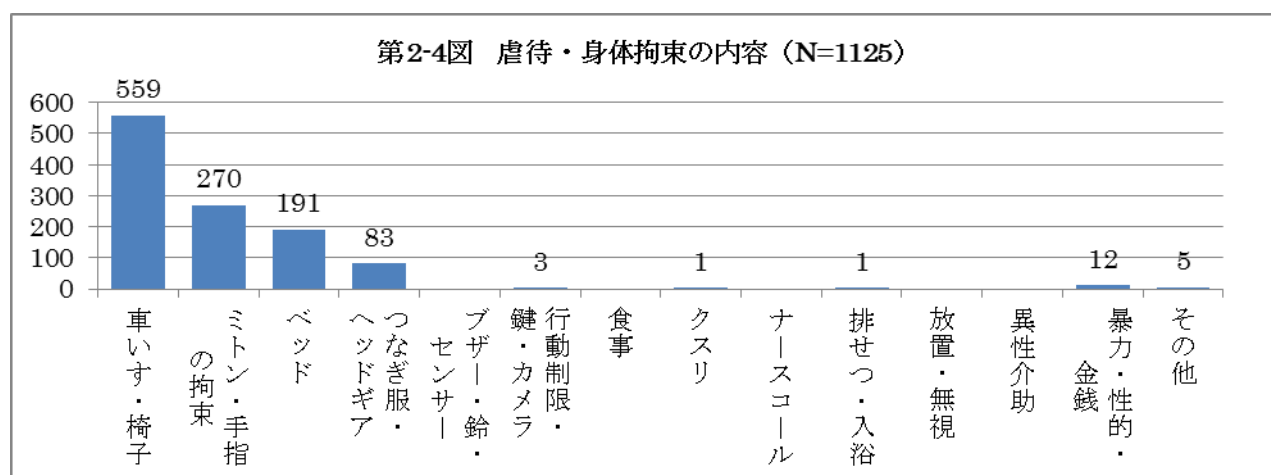 第2-4図 虐待・身体拘束の内容（N=1125）
600
500
400
300
200
100
0
559
270
191
83
3
1
1
12
5
車いす・椅子
ミトン・手指
の拘束
ベッド
つなぎ服・
ヘッドギア
ブザー・鈴・
センサー
行動制限・
鍵・カメラ
食事
クスリ
ナースコール
排せつ・入浴
放置・無視
異性介助
暴力・性的・
金銭
その他